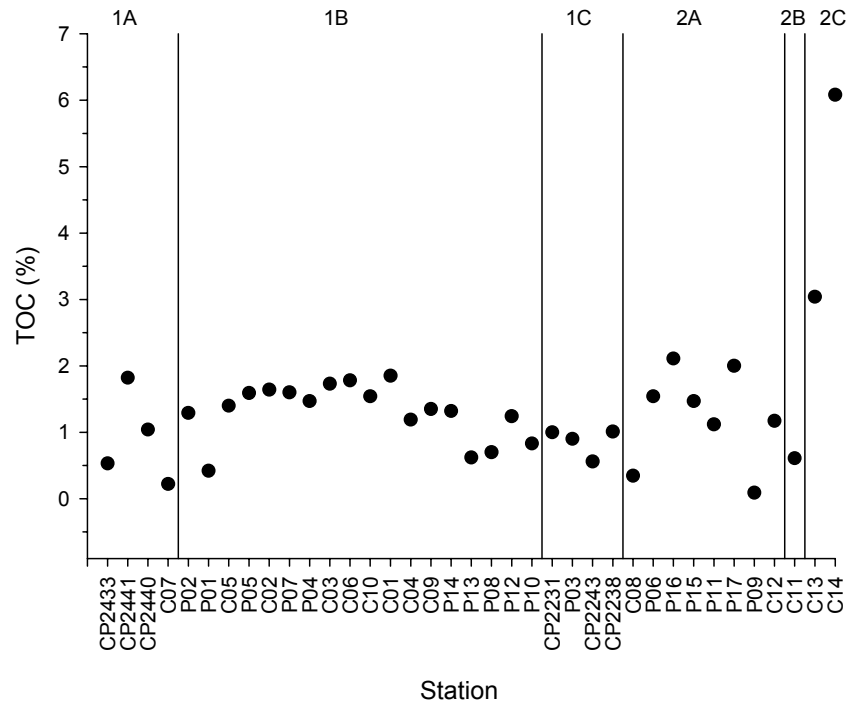 1A 1B 1C 2A 2B 2C
7
6
5
4
3
2
1
0
TOC (%)
CP2433
CP2441
CP2440
C07
P02
P01
C05
P05
C02
P07
P04
C03
C06
C10
C01
C04
C09
P14
P13
P08
P12
P10
CP2231
P03
CP2243
CP2238
C08
P06
P16
P15
P11
P17
P09
C12
C11
C13
C14
Station